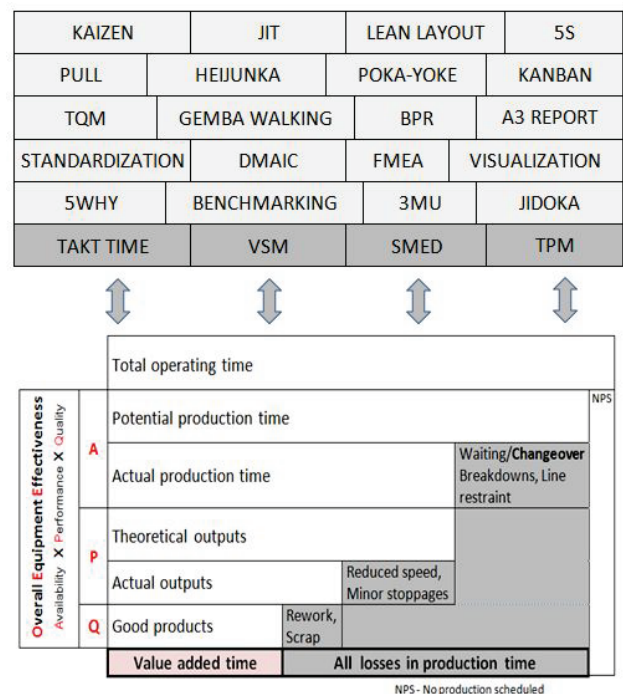 KAIZEN JIT LEAN LAYOUT 5S
PULL HEIJUNKA POKA-YOKE KANBAN
TQM GEMBA WALKING BPR A3 REPORT
STANDARDIZATION DMAIC FMEA VISUALIZATION
5WHY BENCHMARKING 3MU JIDOKA
TAKT TIME VSM SMED TPM
Total operating time
NPS
Overall Equipment Effectiveness
Availability X Performance X Quality
A
Potential production time
Actual production time
Waiting/Changeover
Breakdowns, Line
restraint
P
Theoretical outputs
Actual outputs
Reduced speed,
Minor stoppages
Q
Good products
Rework,
Scrap
Value added time
All losses in production time
NPS - No production scheduled